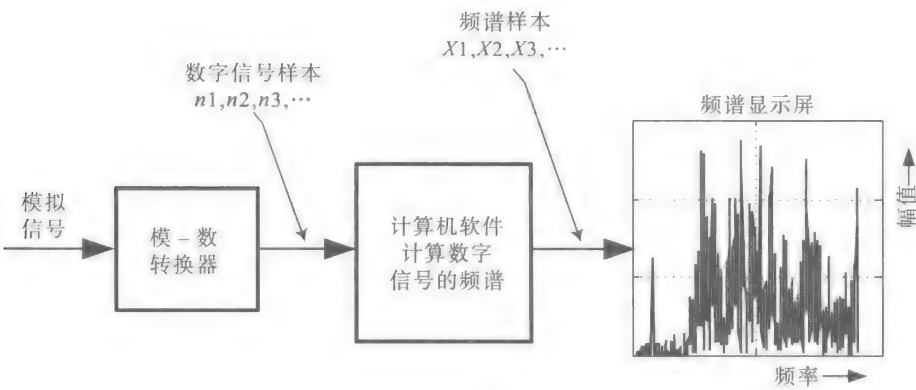 频谱样本
X1,X2,X3,⋯
数字信号样本
n1,n2,n3,⋯
频谱显示屏
模拟
信号
模－数
转换器
计算机软件
计算数字
信号的频谱
幅值
频率